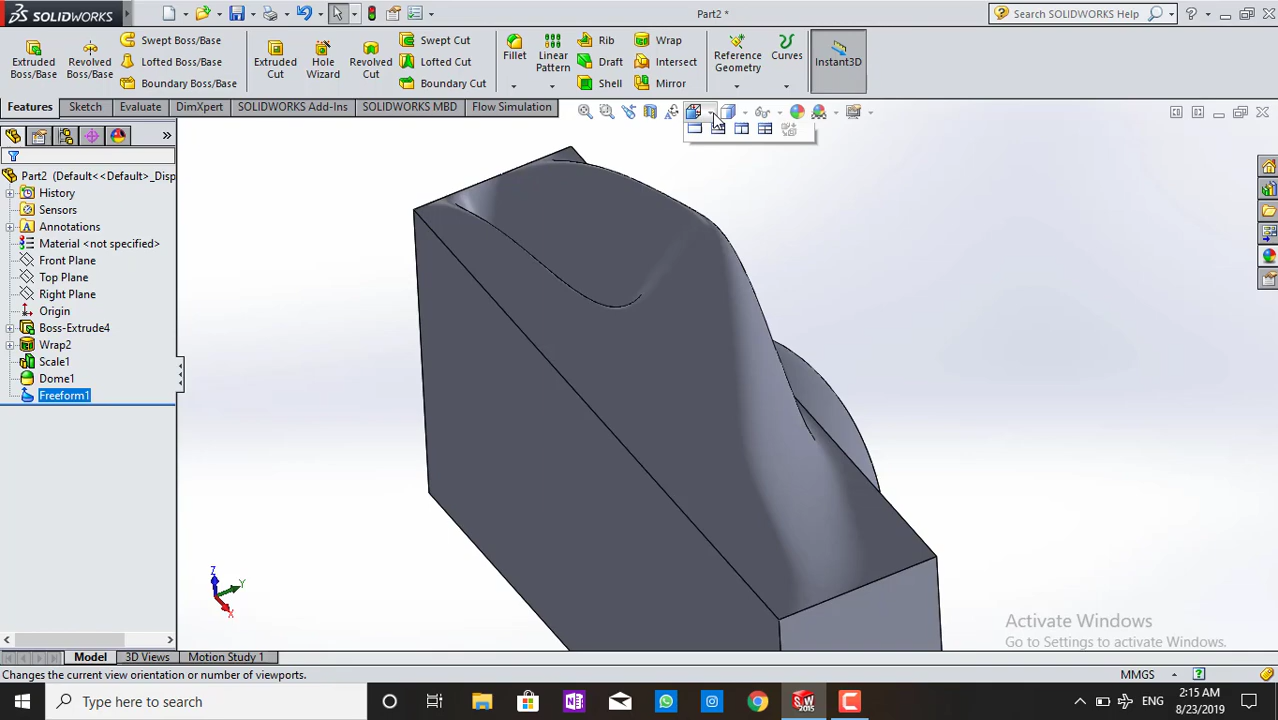 SOLIDWORKS
Part2 *
Search SOLIDWORKS Help
Extruded Boss/Base
Revolved Boss/Base
Swept Boss/Base
Lofted Boss/Base
Boundary Boss/Base
Extruded Cut
Hole Wizard
Revolved Cut
Swept Cut
Lofted Cut
Boundary Cut
Fillet
Linear Pattern
Rib
Draft
Shell
Wrap
Intersect
Mirror
Reference Geometry
Curves
Instant3D
Features Sketch Evaluate DimXpert SOLIDWORKS Add-Ins SOLIDWORKS MBD Flow Simulation
Part2 (Default<<Default>_Disp
History
Sensors
Annotations
Material <not specified>
Front Plane
Top Plane
Right Plane
Origin
Boss-Extrude4
Wrap2
Scale1
Dome1
Freeform1
Z
Y
X
Activate Windows
Go to Settings to activate Windows.
Model 3D Views Motion Study 1
Changes the current view orientation or number of viewports.
MMGS
Type here to search
SW
2015
ENG
2:15 AM
8/23/2019